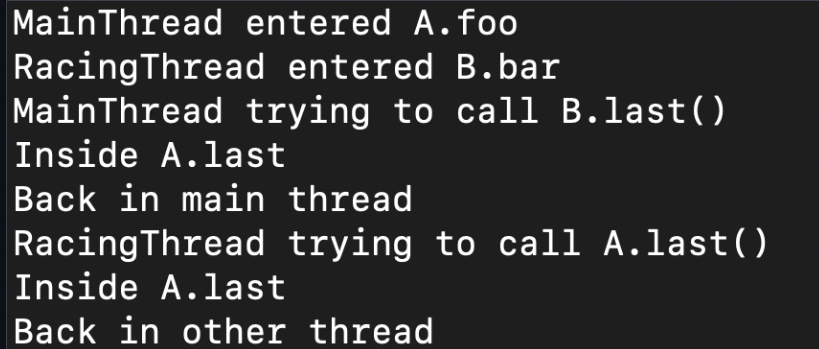 MainThread entered A.foo
RacingThread entered B.bar
MainThread trying to call B.last()
Inside A.last
Back in main thread
RacingThread trying to call A.last()
Inside A.last
Back in other thread